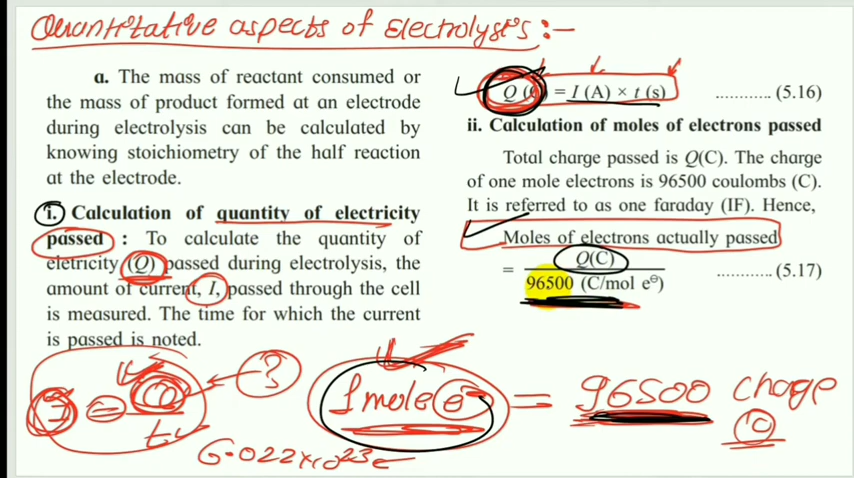 Quantitative aspects of Electrolysis :-
a. The mass of reactant consumed or
the mass of product formed at an electrode
during electrolysis can be calculated by
knowing stoichiometry of the half reaction
at the electrode.
i. Calculation of quantity of electricity
passed : To calculate the quantity of
eletricity (Q) passed during electrolysis, the
amount of current, I, passed through the cell
is measured. The time for which the current
is passed is noted.
Q (C) = I (A) × t (s) ........... (5.16)
ii. Calculation of moles of electrons passed
Total charge passed is Q(C). The charge
of one mole electrons is 96500 coulombs (C).
It is referred to as one faraday (IF). Hence,
Moles of electrons actually passed
= Q(C) / 96500 (C/mol e⊖) ........... (5.17)
I = Q / t ?
1 mole e⁻ = 96500 charge
(C)
6.022×10²³ e⁻